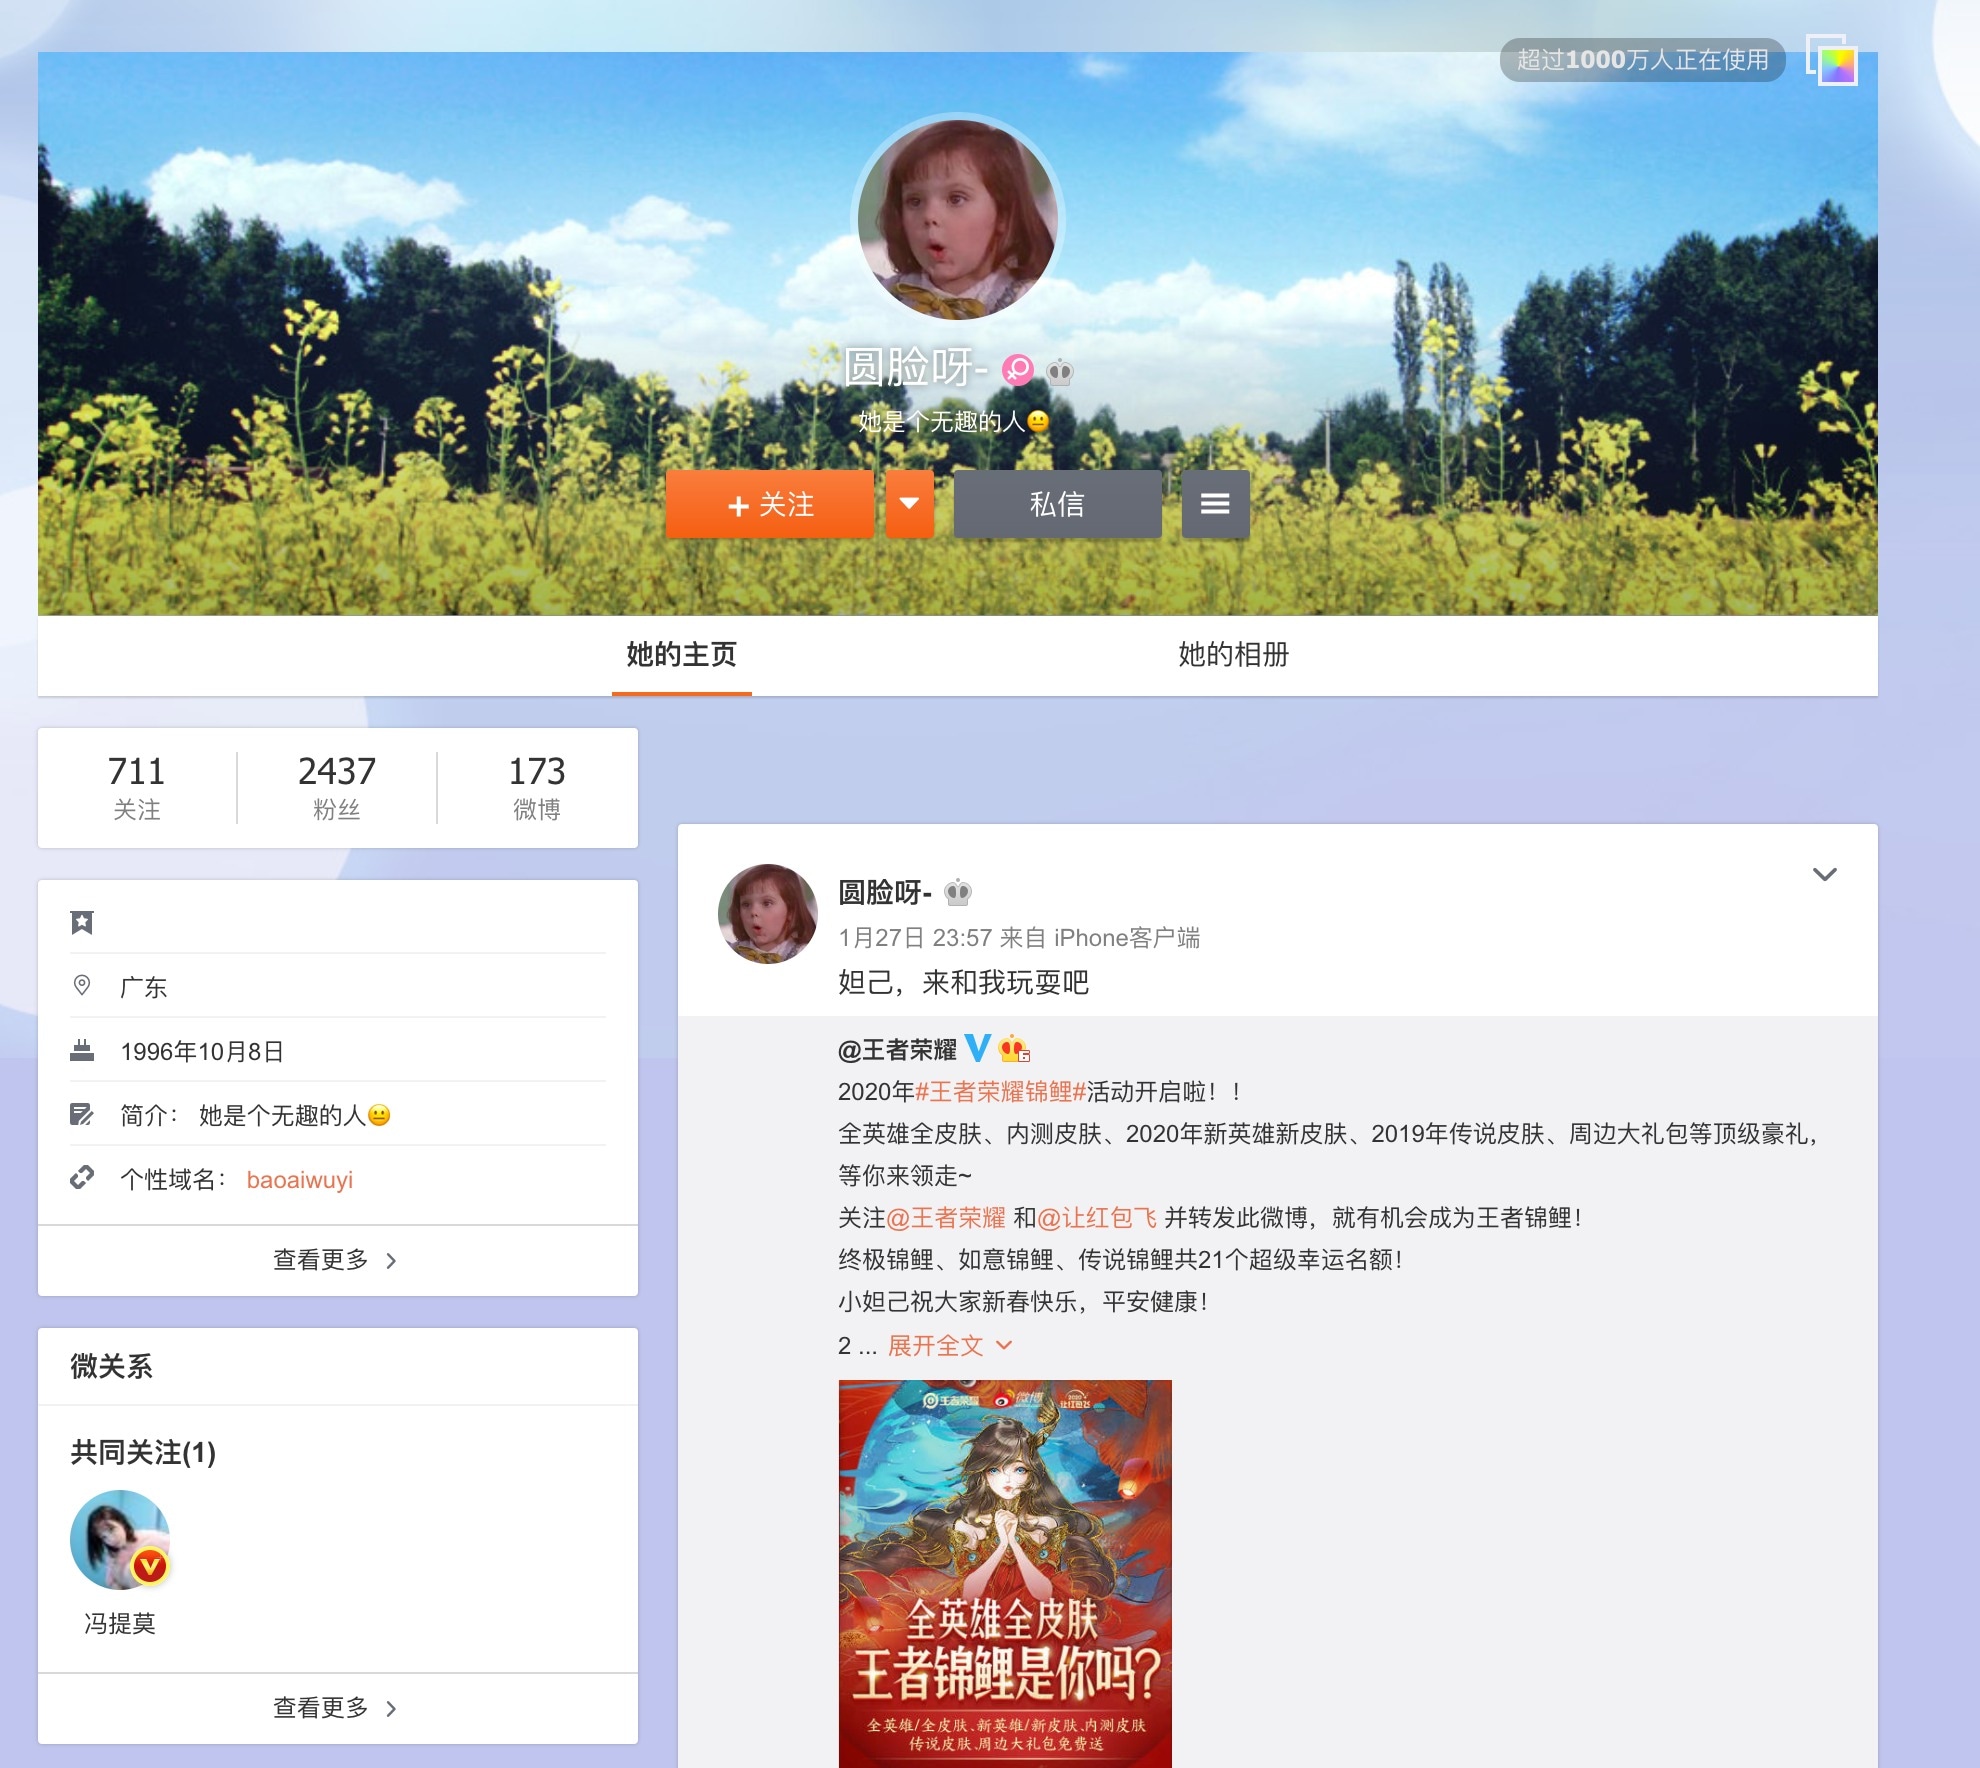 超过1000万人正在使用
圆脸呀-
她是个无趣的人😐
+ 关注
私信
她的主页
她的相册
711
关注
2437
粉丝
173
微博
广东
1996年10月8日
简介： 她是个无趣的人😐
个性域名： baoaiwuyi
查看更多 >
微关系
共同关注(1)
冯提莫
查看更多 >
圆脸呀-
1月27日 23:57 来自 iPhone客户端
妲己，来和我玩耍吧
@王者荣耀
2020年#王者荣耀锦鲤#活动开启啦！！
全英雄全皮肤、内测皮肤、2020年新英雄新皮肤、2019年传说皮肤、周边大礼包等顶级豪礼，
等你来领走~
关注@王者荣耀 和@让红包飞 并转发此微博，就有机会成为王者锦鲤！
终极锦鲤、如意锦鲤、传说锦鲤共21个超级幸运名额！
小妲己祝大家新春快乐，平安健康！
2 ... 展开全文
王者荣耀 微博 2020 让红包飞
全英雄全皮肤
王者锦鲤是你吗?
全英雄/全皮肤、新英雄/新皮肤、内测皮肤
传说皮肤、周边大礼包免费送